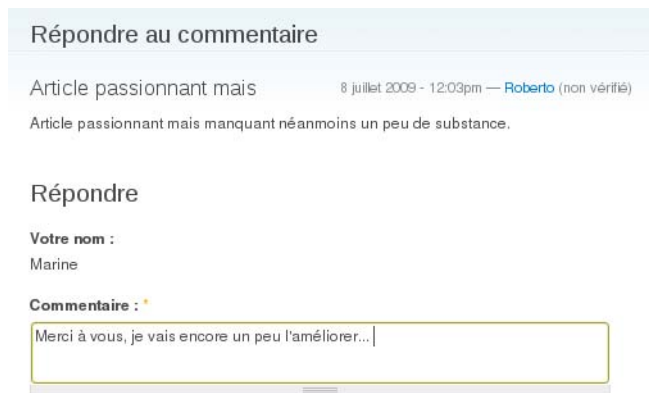 Répondre au commentaire
Article passionnant mais 8 juillet 2009 - 12:03pm — Roberto (non vérifié)
Article passionnant mais manquant néanmoins un peu de substance.
Répondre
Votre nom :
Marine
Commentaire : *
Merci à vous, je vais encore un peu l'améliorer...